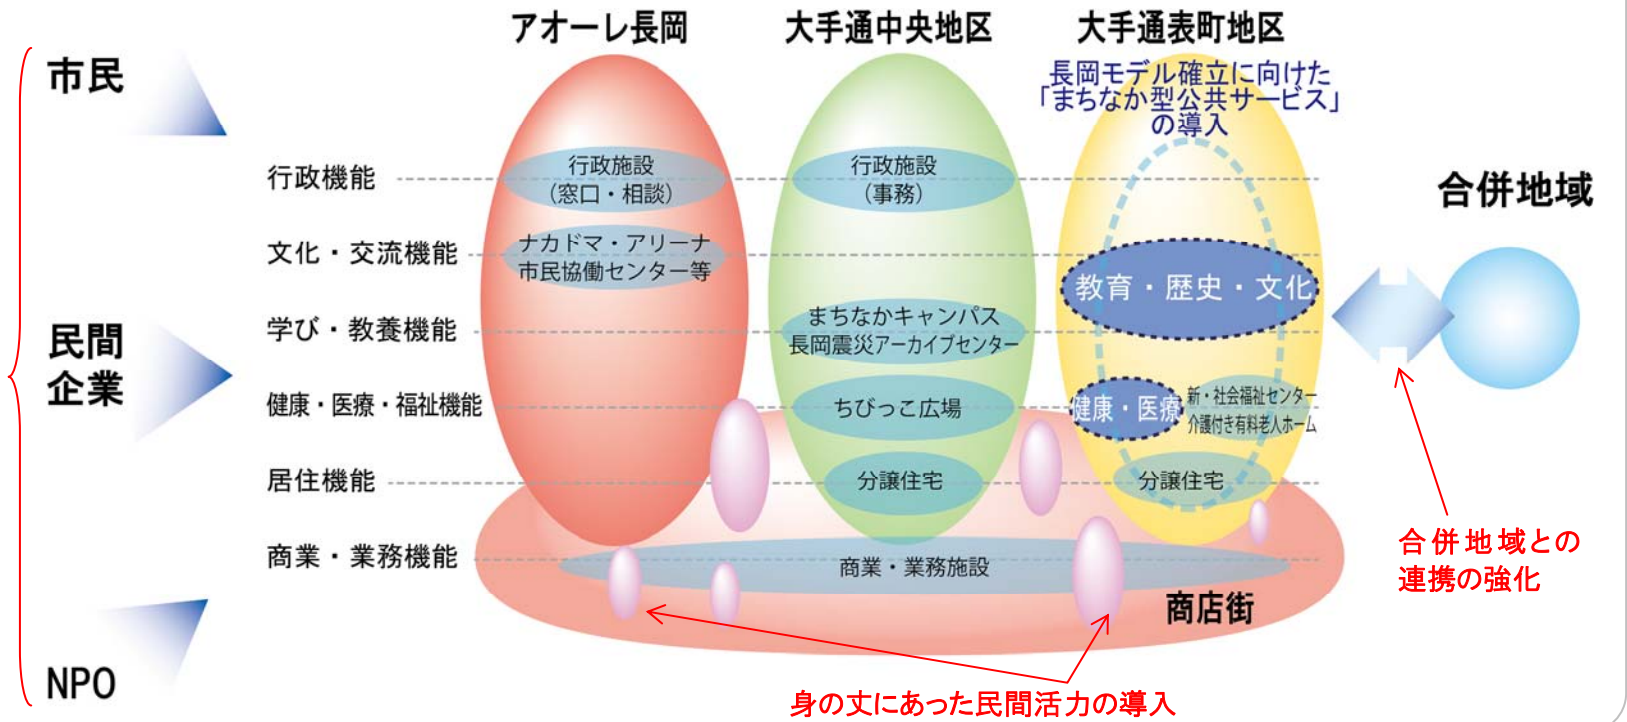 アオーレ長岡
大手通中央地区
大手通表町地区
市民
長岡モデル確立に向けた
「まちなか型公共サービス」
の導入
行政機能
行政施設
（窓口・相談）
行政施設
（事務）
合併地域
文化・交流機能
ナカドマ・アリーナ
市民協働センター等
教育・歴史・文化
民間
企業
学び・教養機能
まちなかキャンパス
長岡震災アーカイブセンター
健康・医療・福祉機能
ちびっこ広場
健康・医療
新・社会福祉センター
介護付き有料老人ホーム
居住機能
分譲住宅
分譲住宅
商業・業務機能
商業・業務施設
合併地域との
連携の強化
商店街
NPO
身の丈にあった民間活力の導入